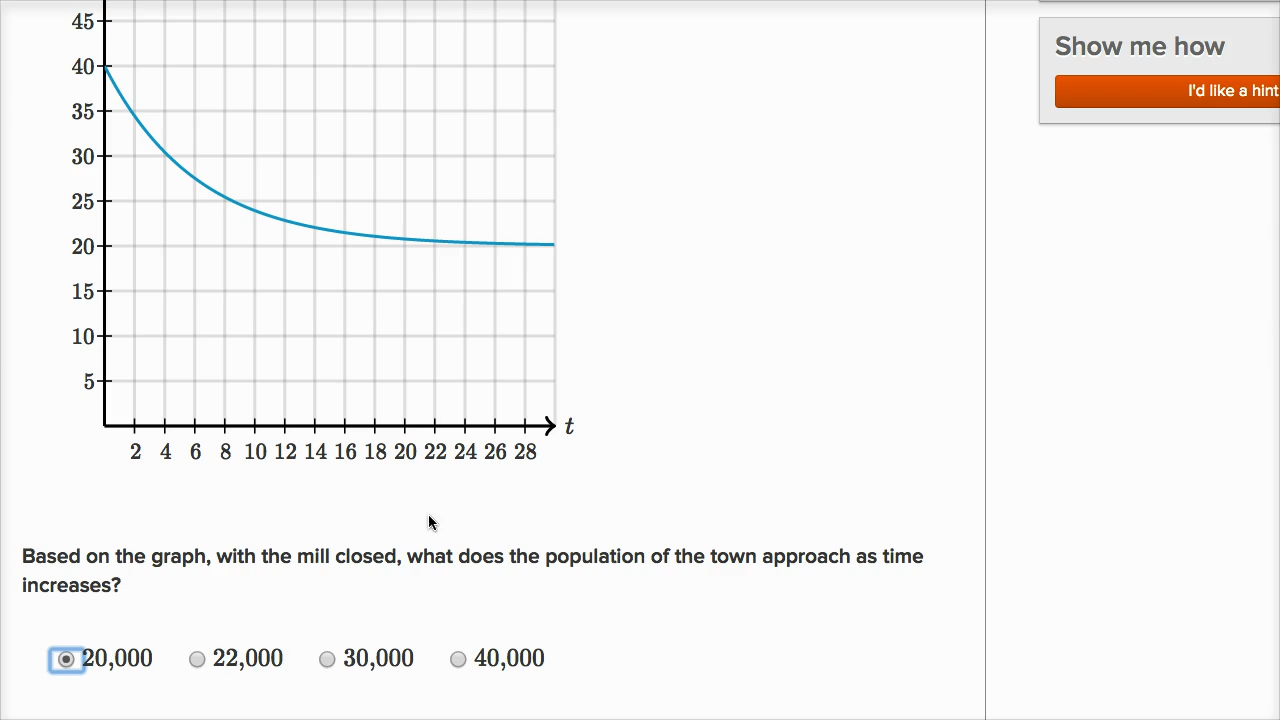 45
40
35
30
25
20
15
10
5
t
2 4 6 8 10 12 14 16 18 20 22 24 26 28
Show me how
I'd like a hint
Based on the graph, with the mill closed, what does the population of the town approach as time
increases?
20,000 22,000 30,000 40,000